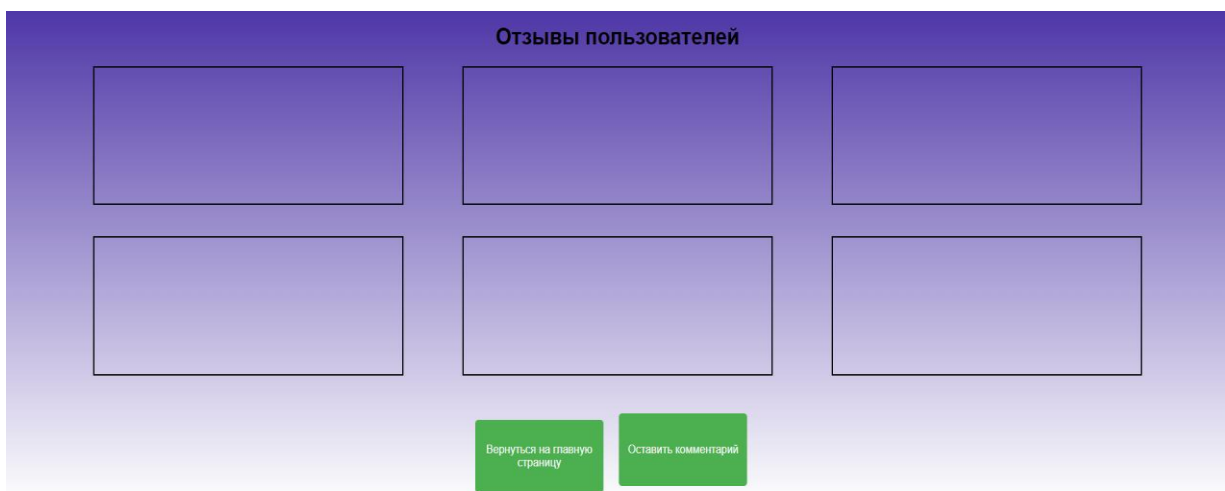 Отзывы пользователей
Вернуться на главную
страницу
Оставить комментарий